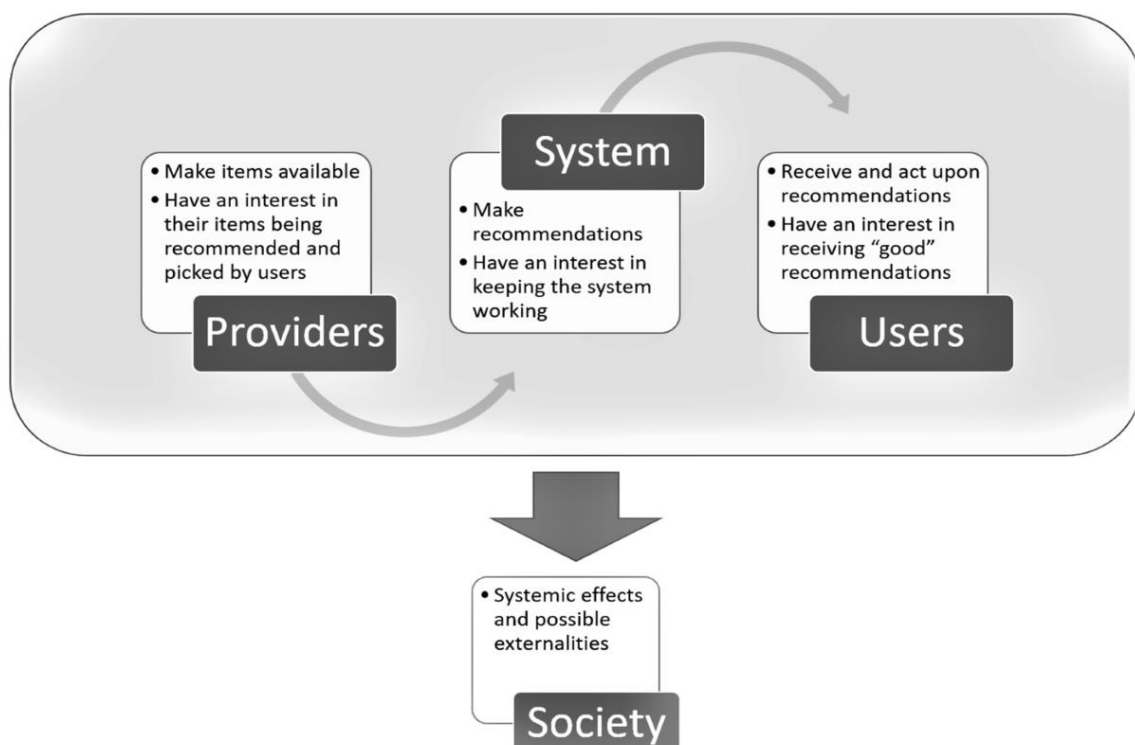 • Make items available
• Have an interest in
their items being
recommended and
picked by users
Providers
System
• Make
recommendations
• Have an interest in
keeping the system
working
• Receive and act upon
recommendations
• Have an interest in
receiving “good”
recommendations
Users
• Systemic effects
and possible
externalities
Society